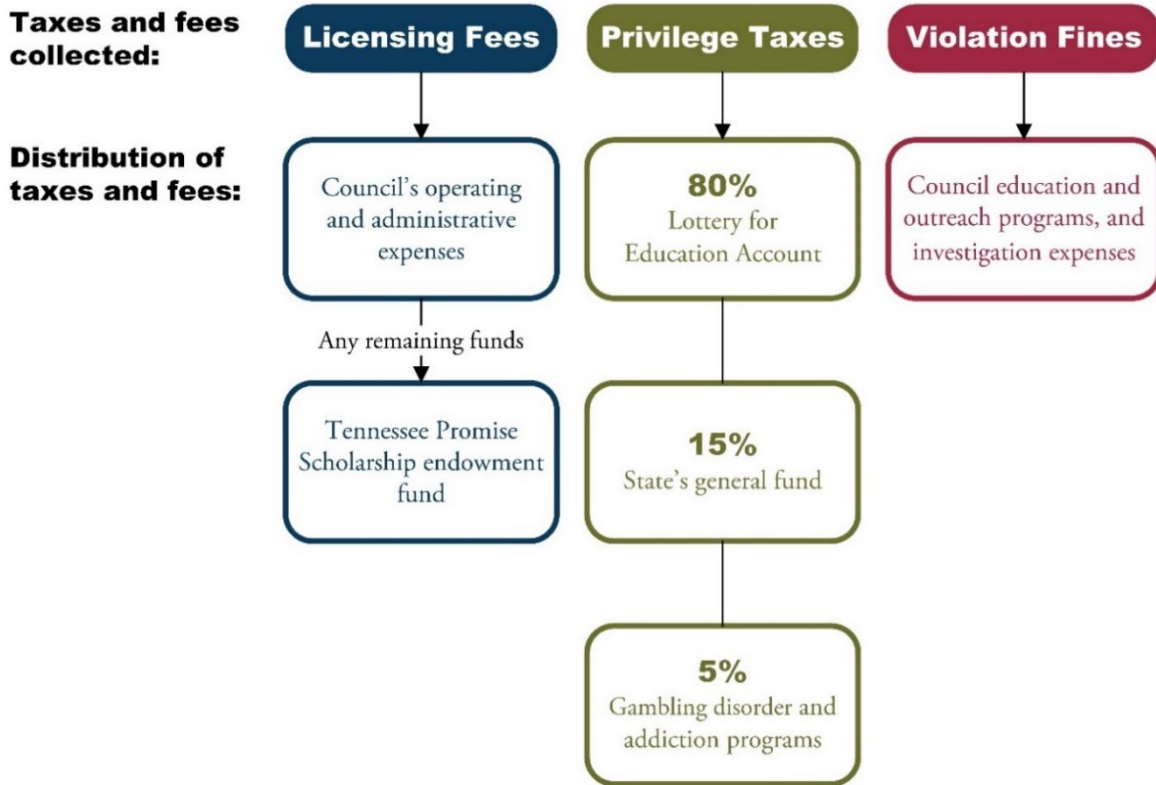 Taxes and fees
collected:
Licensing Fees
Privilege Taxes
Violation Fines
Distribution of
taxes and fees:
Council's operating
and administrative
expenses
Any remaining funds
Tennessee Promise
Scholarship endowment
fund
80%
Lottery for
Education Account
15%
State's general fund
5%
Gambling disorder and
addiction programs
Council education and
outreach programs, and
investigation expenses